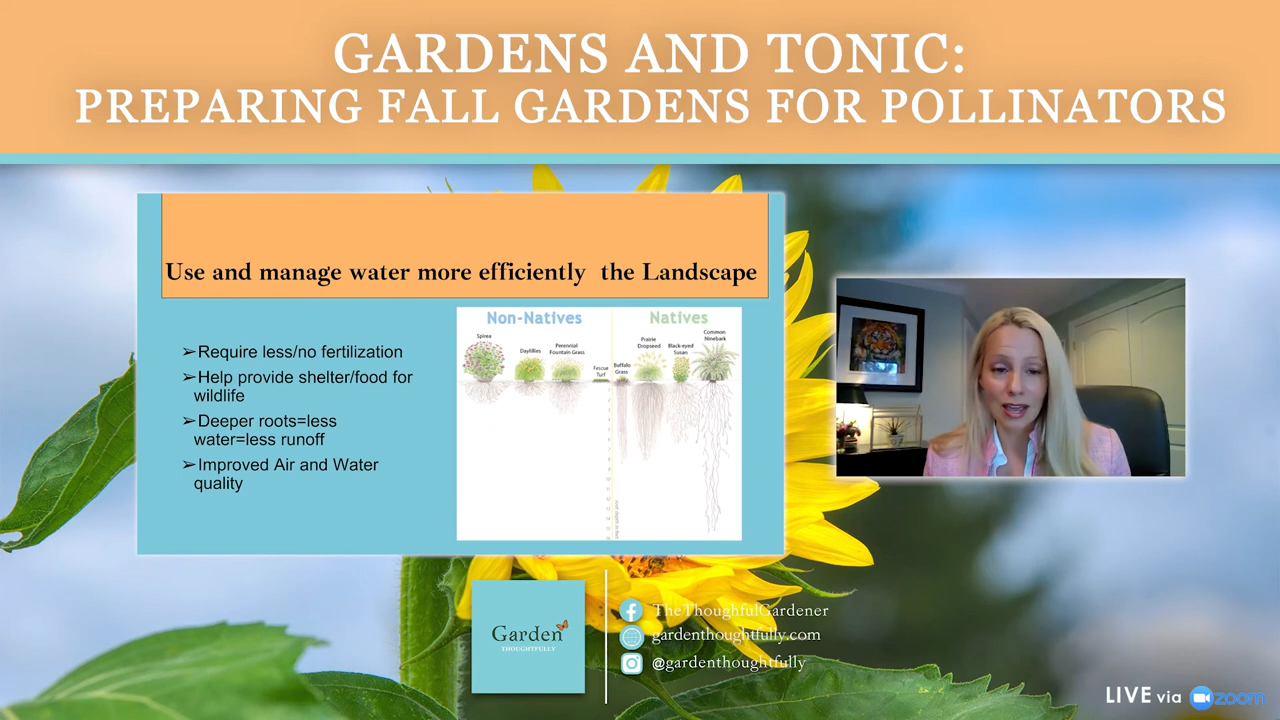 GARDENS AND TONIC:
PREPARING FALL GARDENS FOR POLLINATORS
Use and manage water more efficiently  the Landscape
➢Require less/no fertilization
➢Help provide shelter/food for
wildlife
➢Deeper roots=less
water=less runoff
➢Improved Air and Water
quality
Non-Natives
Natives
Spirea
Daylilies
Perennial
Fountain Grass
Fescue
Turf
Buffalo
Grass
Prairie
Dropseed
Black-eyed
Susan
Common
Ninebark
Garden
THOUGHTFULLY
TheThoughfulGardener
gardenthoughtfully.com
@gardenthoughtfully
LIVE via zoom